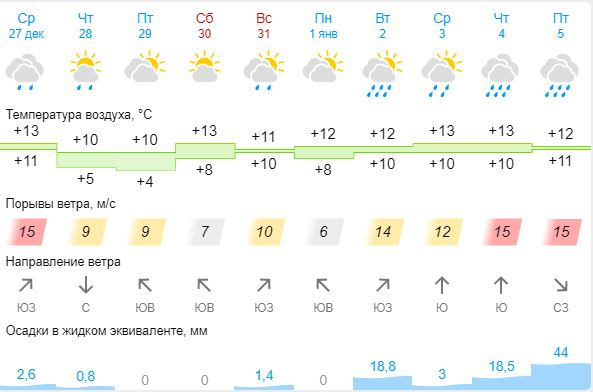 Ср Чт Пт Сб Вс Пн Вт Ср Чт Пт
27 дек 28 29 30 31 1 янв 2 3 4 5
Температура воздуха, °C
+13 +10 +10 +13 +11 +12 +12 +13 +13 +12
+11 +5 +4 +8 +10 +8 +10 +10 +10 +11
Порывы ветра, м/с
15 9 9 7 10 6 14 12 15 15
Направление ветра
ЮЗ С ЮВ ЮВ ЮЗ ЮВ ЮЗ Ю Ю СЗ
Осадки в жидком эквиваленте, мм
2,6 0,8 0 0 1,4 0 18,8 3 18,5 44